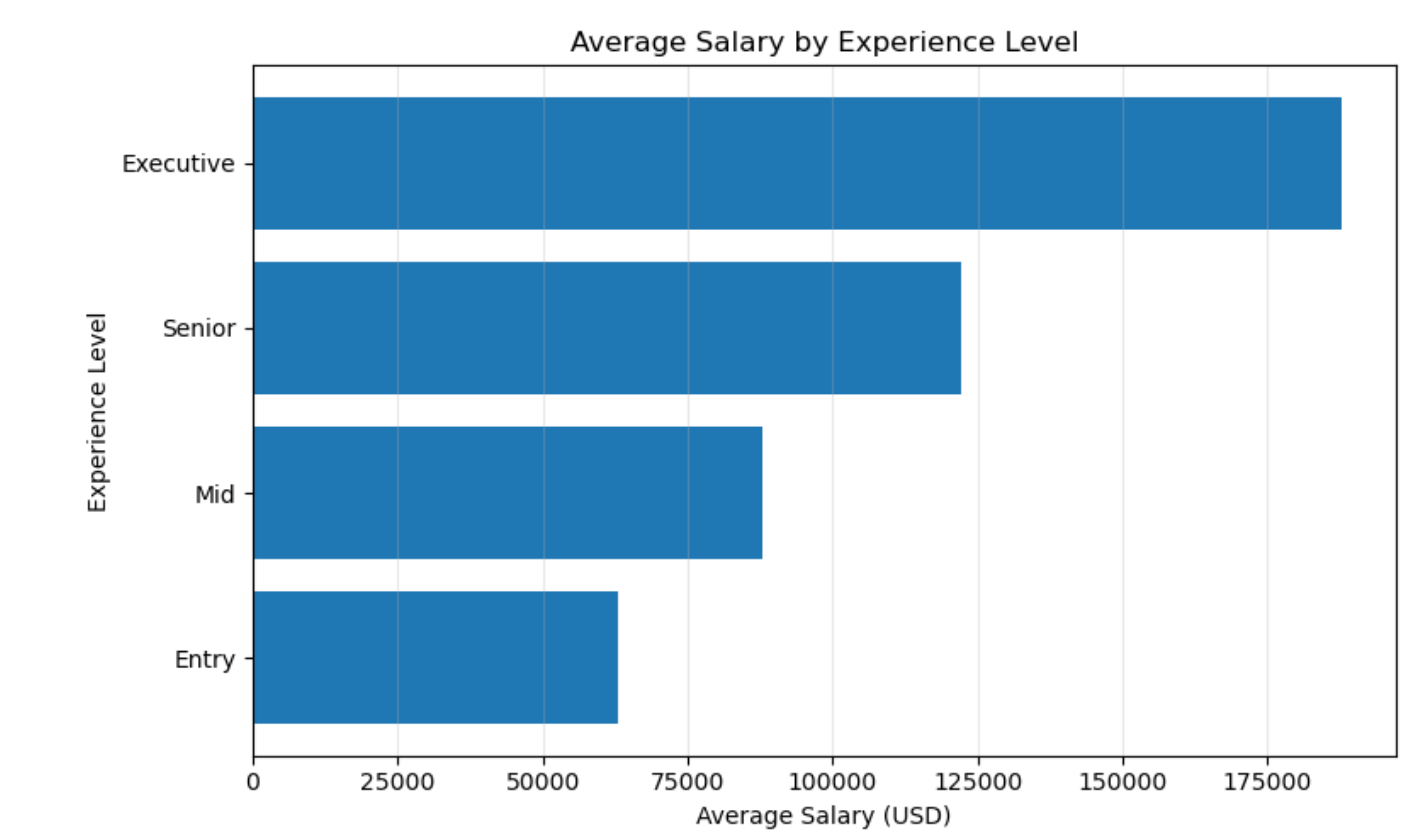 Average Salary by Experience Level
Executive
Senior
Mid
Entry
Experience Level
0 25000 50000 75000 100000 125000 150000 175000
Average Salary (USD)